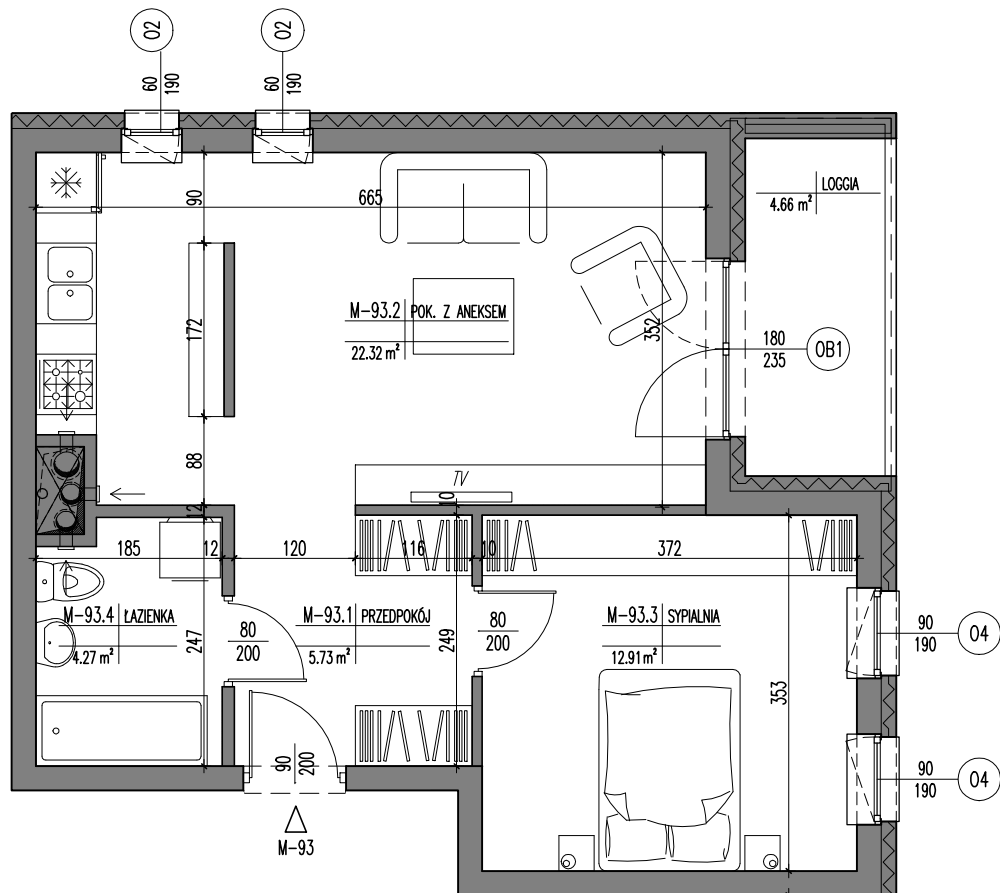 02
02
60
190
60
190
90
665
LOGGIA
4.66 m²
172
M-93.2 POK. Z ANEKSEM
22.32 m²
352
180
235
OB1
88
TV
10
12
185
12
120
116
10
372
M-93.4 ŁAZIENKA
4.27 m²
80
200
M-93.1 PRZEDPOKÓJ
5.73 m²
80
200
M-93.3 SYPIALNIA
12.91 m²
90
190
04
247
249
353
90
200
90
190
04
M-93